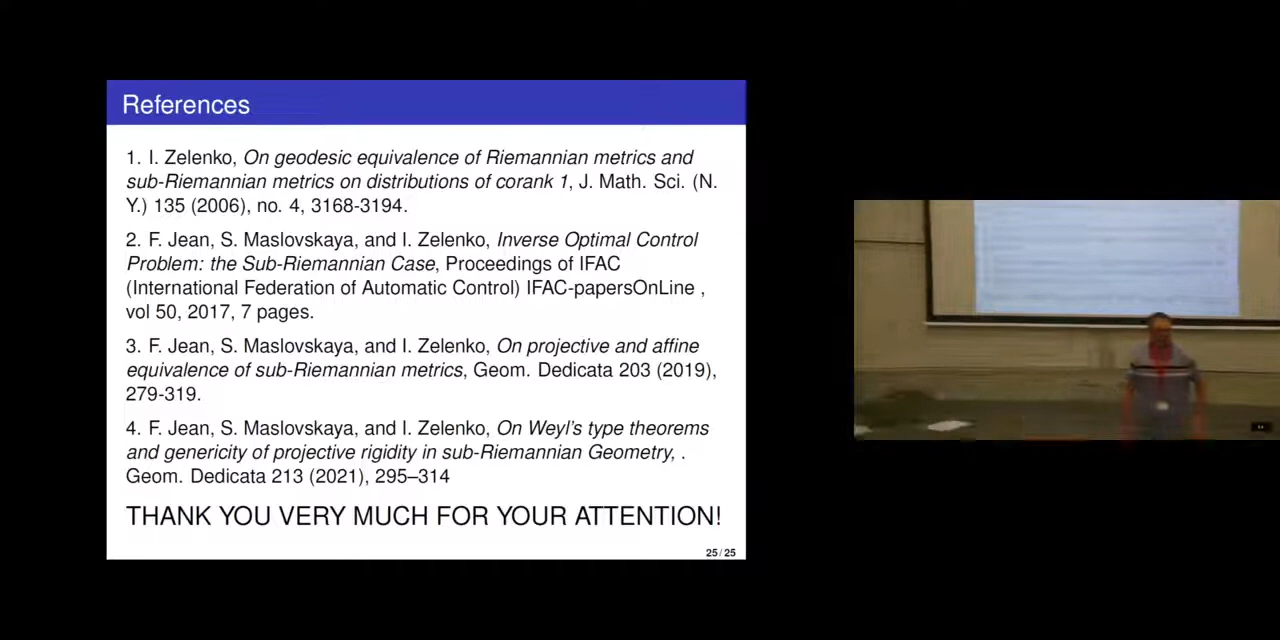 References
1. I. Zelenko, On geodesic equivalence of Riemannian metrics and
sub-Riemannian metrics on distributions of corank 1, J. Math. Sci. (N.
Y.) 135 (2006), no. 4, 3168-3194.
2. F. Jean, S. Maslovskaya, and I. Zelenko, Inverse Optimal Control
Problem: the Sub-Riemannian Case, Proceedings of IFAC
(International Federation of Automatic Control) IFAC-papersOnLine ,
vol 50, 2017, 7 pages.
3. F. Jean, S. Maslovskaya, and I. Zelenko, On projective and affine
equivalence of sub-Riemannian metrics, Geom. Dedicata 203 (2019),
279-319.
4. F. Jean, S. Maslovskaya, and I. Zelenko, On Weyl's type theorems
and genericity of projective rigidity in sub-Riemannian Geometry, .
Geom. Dedicata 213 (2021), 295–314
THANK YOU VERY MUCH FOR YOUR ATTENTION!
25 / 25